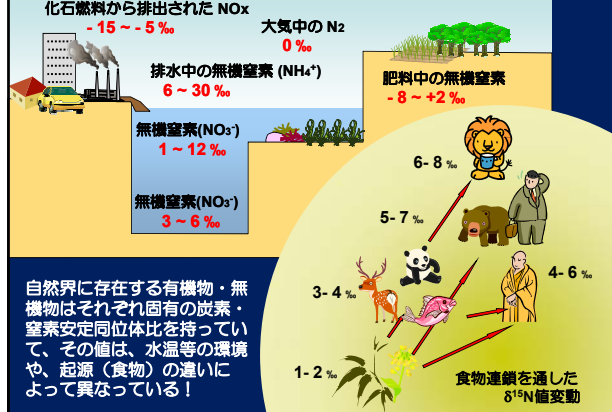 化石燃料から排出された NOx
- 15 ~ - 5 ‰
大気中の N2
0 ‰
排水中の無機窒素 (NH4+)
6 ~ 30 ‰
肥料中の無機窒素
- 8 ~ +2 ‰
無機窒素(NO3-)
1 ~ 12 ‰
無機窒素(NO3-)
3 ~ 6 ‰
6- 8 ‰
5- 7 ‰
4- 6 ‰
3- 4 ‰
1- 2 ‰
自然界に存在する有機物・無
機物はそれぞれ固有の炭素・
窒素安定同位体比を持ってい
て、その値は、水温等の環境
や、起源（食物）の違いに
よって異なっている！
食物連鎖を通した
δ15N値変動